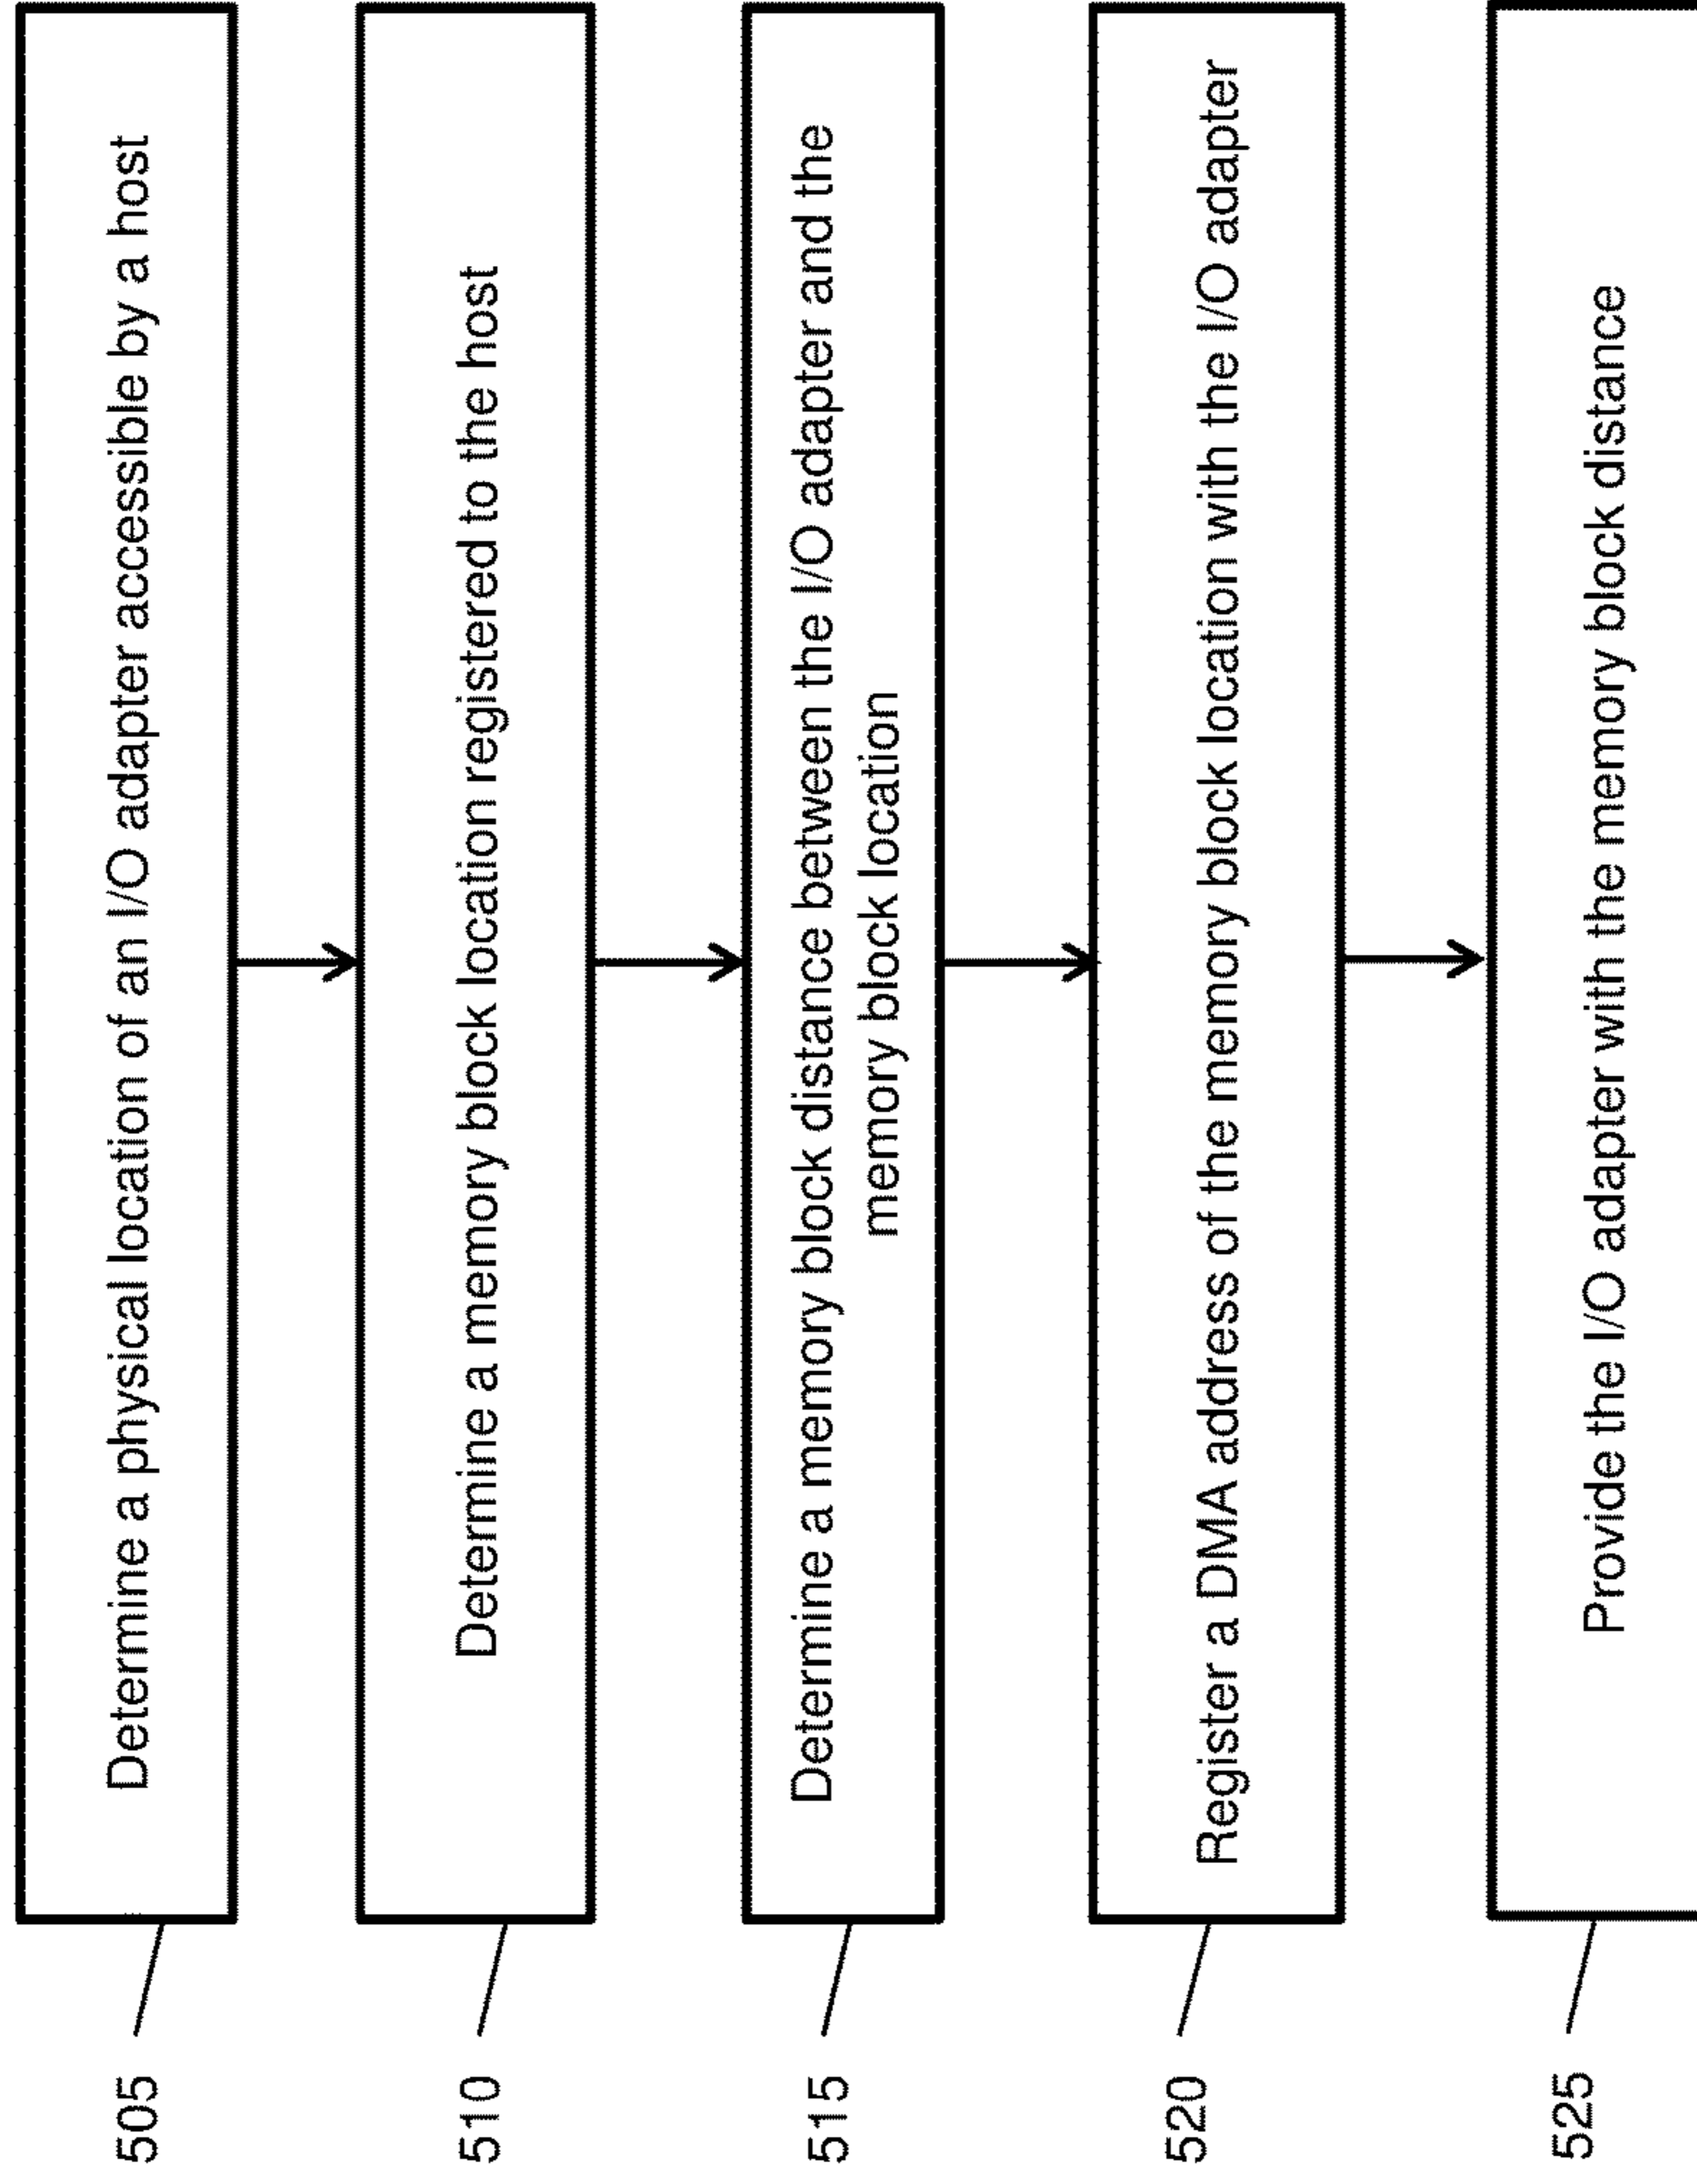 505
Determine a physical location of an I/O adapter accessible by a host
510
Determine a memory block location registered to the host
515
Determine a memory block distance between the I/O adapter and the
memory block location
520
Register a DMA address of the memory block location with the I/O adapter
525
Provide the I/O adapter with the memory block distance